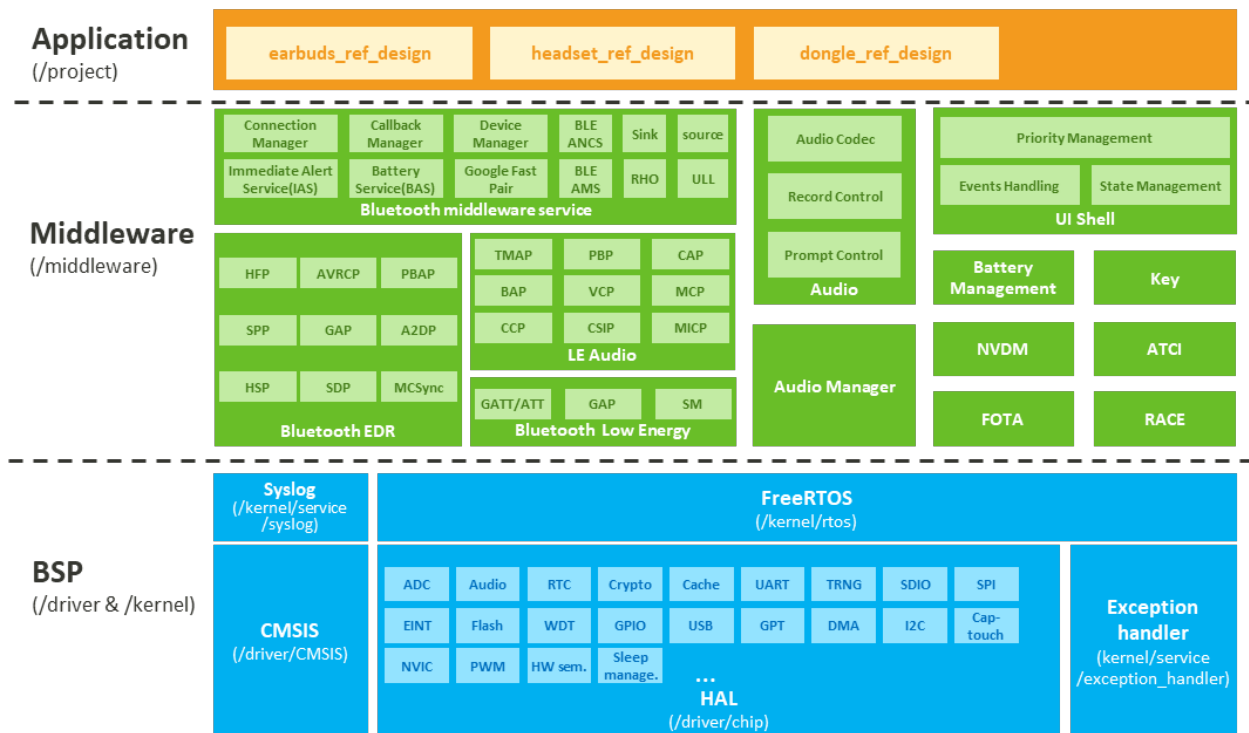 Application
(/project)
earbuds_ref_design
headset_ref_design
dongle_ref_design
Middleware
(/middleware)
Connection
Manager
Callback
Manager
Device
Manager
BLE
ANCS
Sink
source
Immediate Alert
Service(IAS)
Battery
Service(BAS)
Google Fast
Pair
BLE
AMS
RHO
ULL
Bluetooth middleware service
HFP
AVRCP
PBAP
SPP
GAP
A2DP
HSP
SDP
MCSync
Bluetooth EDR
TMAP
PBP
CAP
BAP
VCP
MCP
CCP
CSIP
MICP
LE Audio
GATT/ATT
GAP
SM
Bluetooth Low Energy
Audio Codec
Record Control
Prompt Control
Audio
Audio Manager
Priority Management
Events Handling
State Management
UI Shell
Battery
Management
Key
NVDM
ATCI
FOTA
RACE
BSP
(/driver & /kernel)
Syslog
(/kernel/service
/syslog)
FreeRTOS
(/kernel/rtos)
CMSIS
(/driver/CMSIS)
ADC
Audio
RTC
Crypto
Cache
UART
TRNG
SDIO
SPI
EINT
Flash
WDT
GPIO
USB
GPT
DMA
I2C
Cap-
touch
NVIC
PWM
HW sem.
Sleep
manage.
...
HAL
(/driver/chip)
Exception
handler
(kernel/service
/exception_handler)